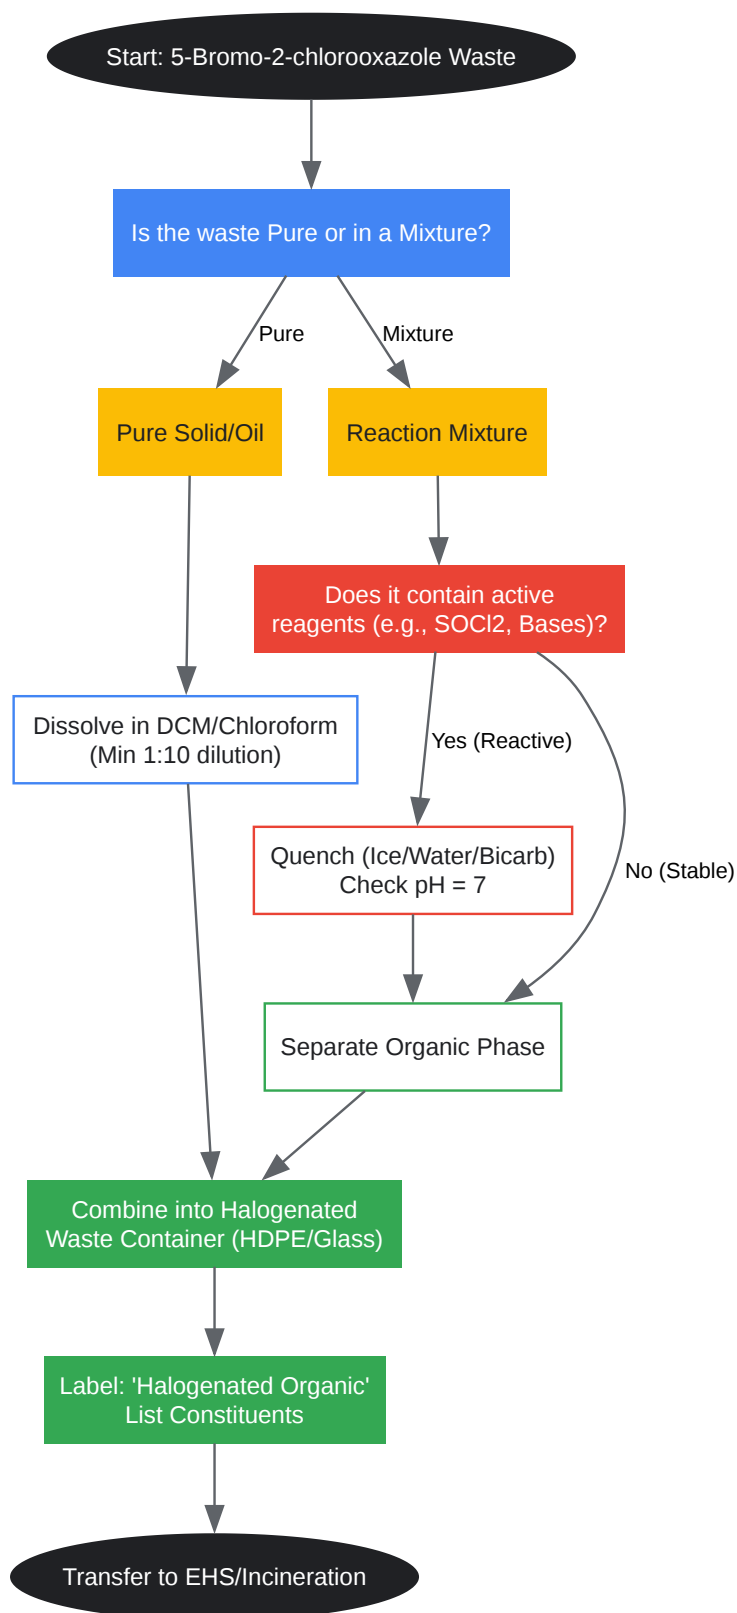 Start: 5-Bromo-2-chlorooxazole Waste
Is the waste Pure or in a Mixture?
Pure
Mixture
Pure Solid/Oil
Reaction Mixture
Does it contain active
reagents (e.g., SOCl2, Bases)?
Dissolve in DCM/Chloroform
(Min 1:10 dilution)
Yes (Reactive)
Quench (Ice/Water/Bicarb)
Check pH = 7
No (Stable)
Separate Organic Phase
Combine into Halogenated
Waste Container (HDPE/Glass)
Label: 'Halogenated Organic'
List Constituents
Transfer to EHS/Incineration